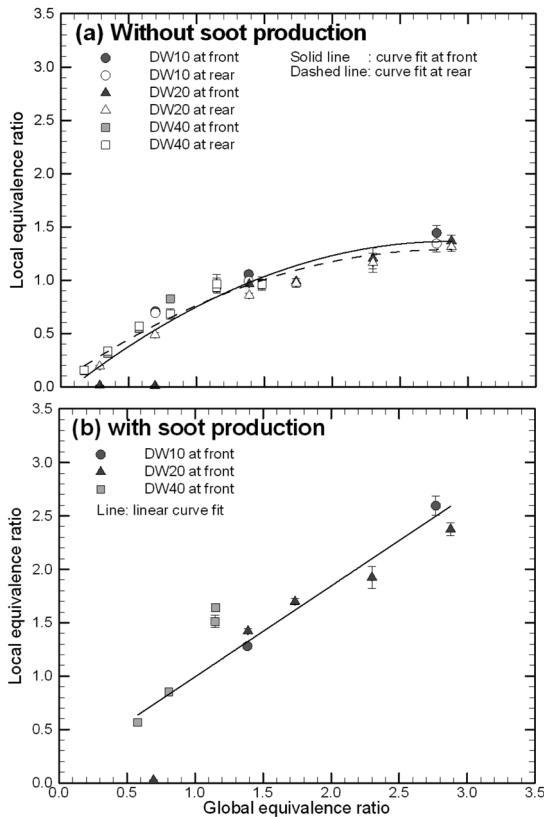 (a) Without soot production
DW10 at front
DW10 at rear
DW20 at front
DW20 at rear
DW40 at front
DW40 at rear
Solid line : curve fit at front
Dashed line: curve fit at rear
Local equivalence ratio
3.5
3.0
2.5
2.0
1.5
1.0
0.5
0.0
(b) with soot production
DW10 at front
DW20 at front
DW40 at front
Line: linear curve fit
Local equivalence ratio
3.5
3.0
2.5
2.0
1.5
1.0
0.5
0.0
0.0 0.5 1.0 1.5 2.0 2.5 3.0 3.5
Global equivalence ratio